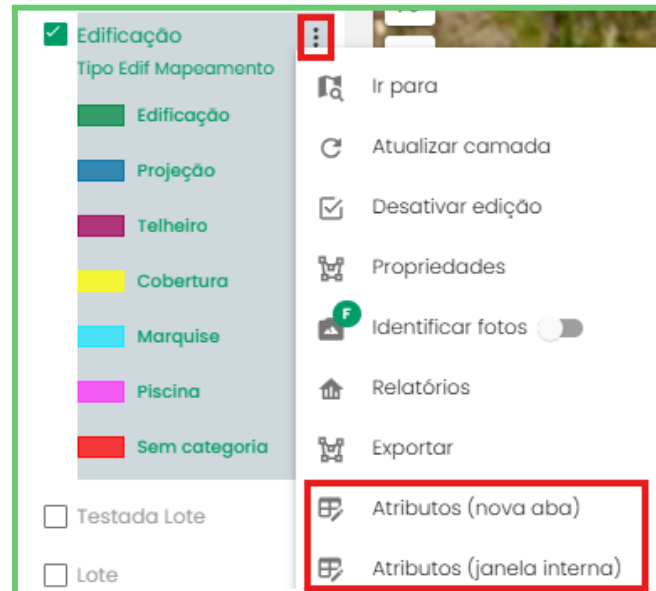 Edificação
Tipo Edif Mapeamento
Edificação
Projeção
Telheiro
Cobertura
Marquise
Piscina
Sem categoria
Testada Lote
Lote
Ir para
Atualizar camada
Desativar edição
Propriedades
F
Identificar fotos
Relatórios
Exportar
Atributos (nova aba)
Atributos (janela interna)